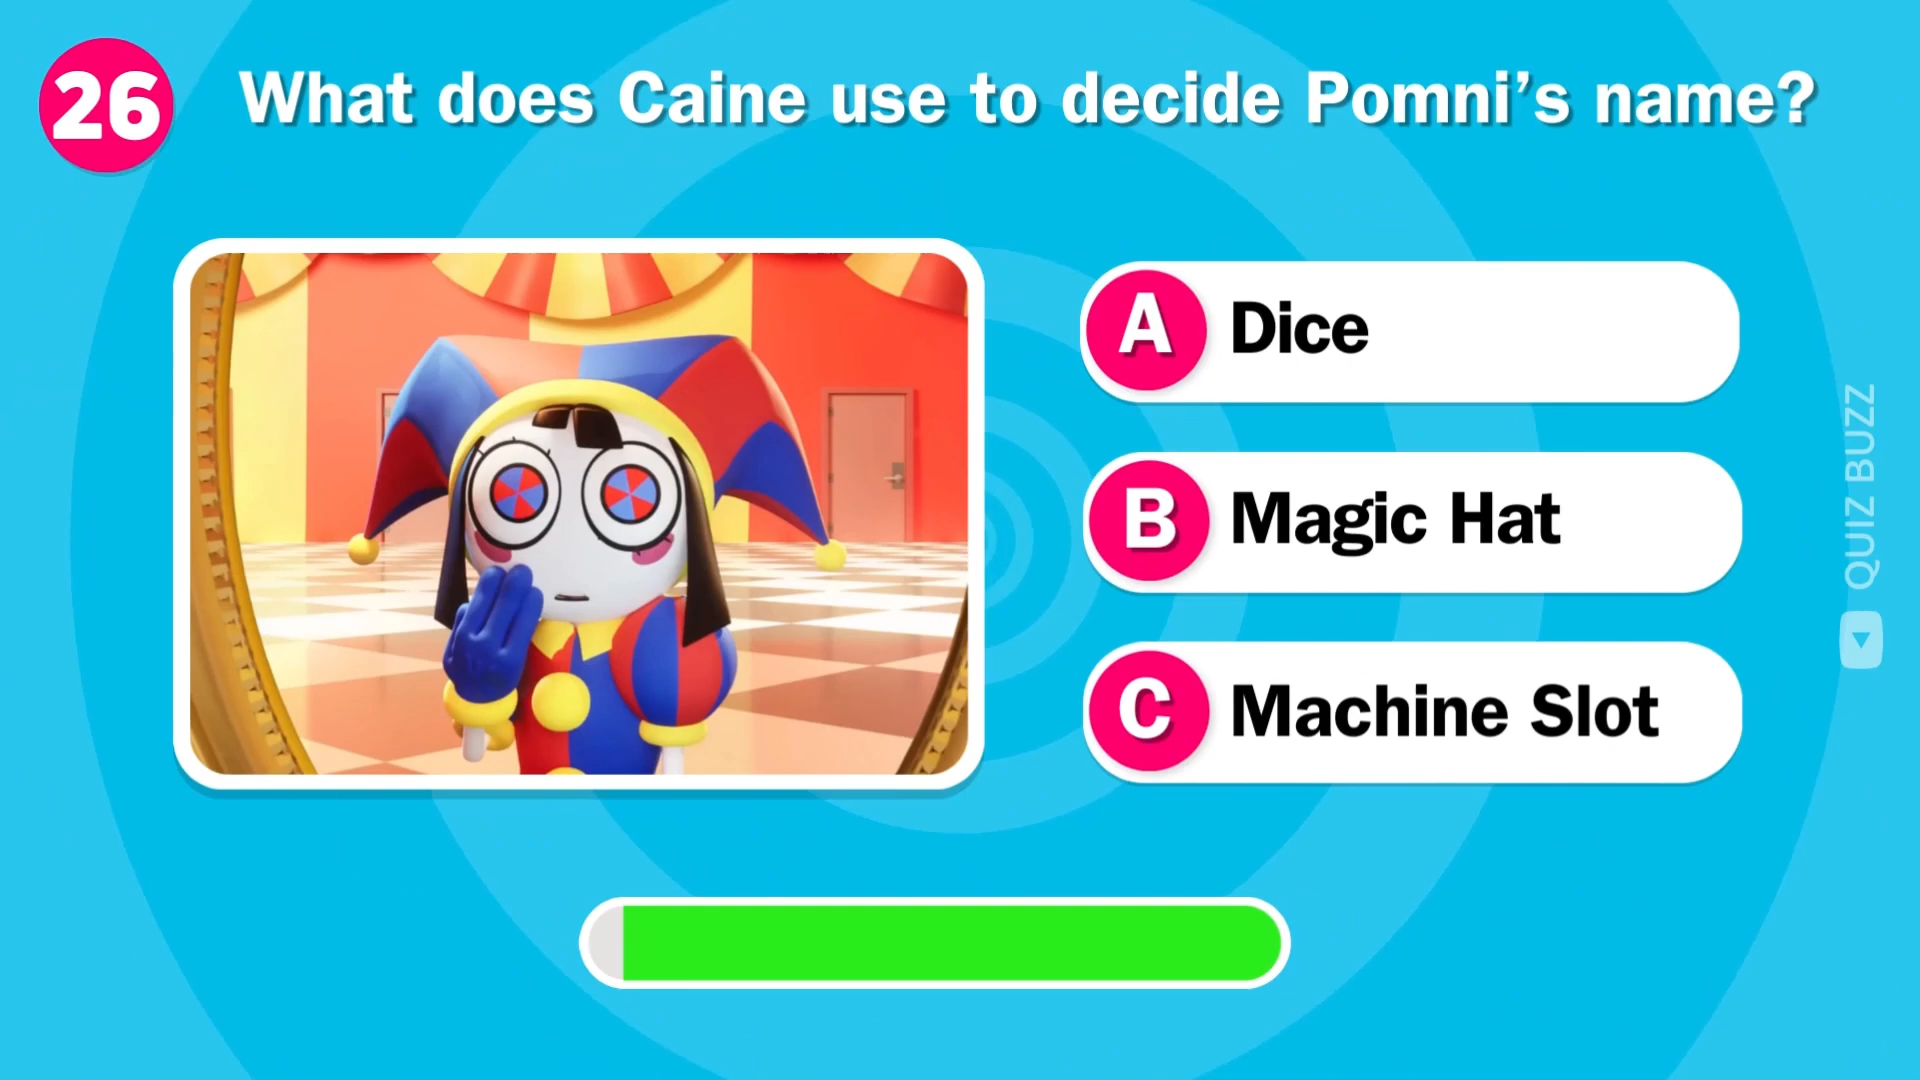 26
What does Caine use to decide Pomni’s name?
A Dice
B Magic Hat
C Machine Slot
QUIZ BUZZ